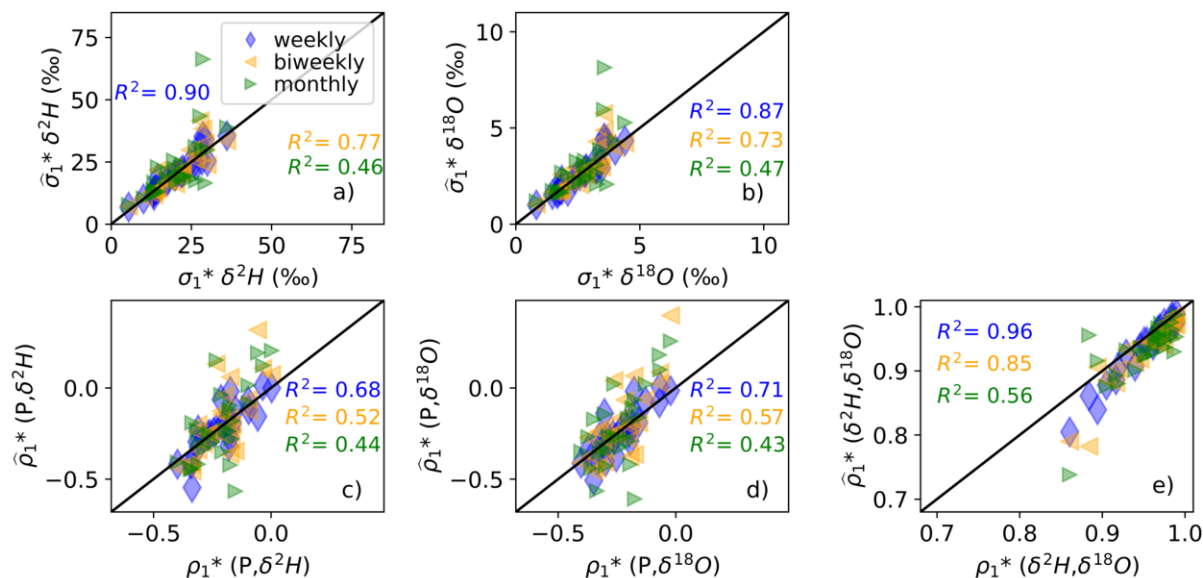 75
50
25
0
σ̂₁* δ²H (‰)
weekly
biweekly
monthly
R² = 0.90
R² = 0.77
R² = 0.46
a)
0 25 50 75
σ₁* δ²H (‰)
10
5
0
σ̂₁* δ¹⁸O (‰)
R² = 0.87
R² = 0.73
R² = 0.47
b)
0 5 10
σ₁* δ¹⁸O (‰)
0.0
−0.5
ρ̂₁* (P,δ²H)
R² = 0.68
R² = 0.52
R² = 0.44
c)
−0.5 0.0
ρ₁* (P,δ²H)
0.0
−0.5
ρ̂₁* (P,δ¹⁸O)
R² = 0.71
R² = 0.57
R² = 0.43
d)
−0.5 0.0
ρ₁* (P,δ¹⁸O)
1.0
0.9
0.8
0.7
ρ̂₁* (δ²H,δ¹⁸O)
R² = 0.96
R² = 0.85
R² = 0.56
e)
0.7 0.8 0.9 1.0
ρ₁* (δ²H,δ¹⁸O)